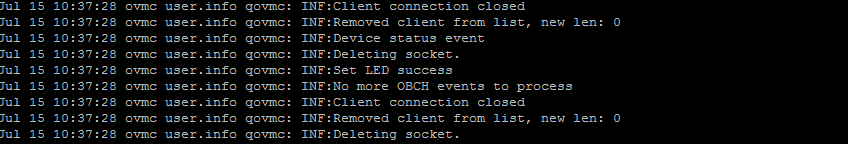 Jul 15 10:37:28 ovmc user.info qovmc: INF:Client connection closed
Jul 15 10:37:28 ovmc user.info qovmc: INF:Removed client from list, new len: 0
Jul 15 10:37:28 ovmc user.info qovmc: INF:Device status event
Jul 15 10:37:28 ovmc user.info qovmc: INF:Deleting socket.
Jul 15 10:37:28 ovmc user.info qovmc: INF:Set LED success
Jul 15 10:37:28 ovmc user.info qovmc: INF:No more OBCH events to process
Jul 15 10:37:28 ovmc user.info qovmc: INF:Client connection closed
Jul 15 10:37:28 ovmc user.info qovmc: INF:Removed client from list, new len: 0
Jul 15 10:37:28 ovmc user.info qovmc: INF:Deleting socket.